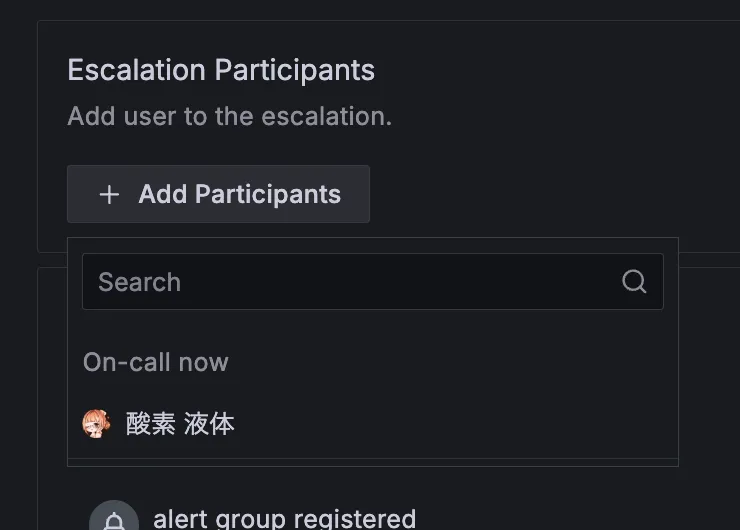 Escalation Participants
Add user to the escalation.
+ Add Participants
Search
On-call now
酸素 液体
alert group registered